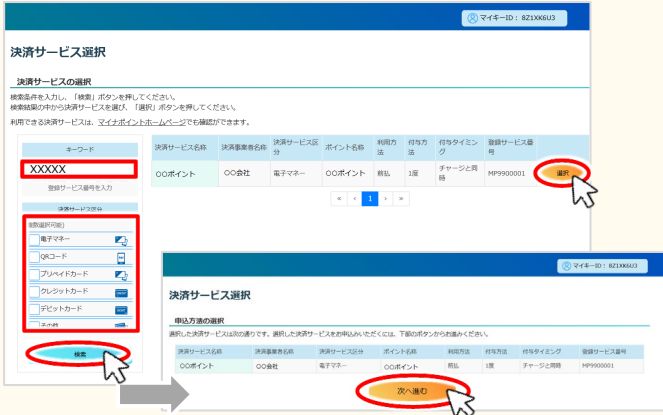 マイキーID： 8Z1XK6U3
決済サービス選択
決済サービスの選択
検索条件を入力し、「検索」ボタンを押してください。
検索結果の中から決済サービスを選び、「選択」ボタンを押してください。
利用できる決済サービスは、マイナポイントホームページでも確認ができます。
キーワード
XXXXX
登録サービス番号を入力
決済サービス区分
(複数選択可能)
電子マネー
QRコード
プリペイドカード
クレジットカード
デビットカード
その他
検索
決済サービス名称 決済事業者名称 決済サービス区分 ポイント名称 利用方法 付与方法 付与タイミング 登録サービス番号
〇〇ポイント 〇〇会社 電子マネー 〇〇ポイント 前払 1度 チャージと同時 MP9900001 選択
« ‹ 1 › »
マイキーID： 8Z1XK6U3
決済サービス選択
申込方法の選択
選択した決済サービスは次の通りです。選択した決済サービスをお申込みいただくには、下部のボタンからお進みください。
決済サービス名称 決済事業者名称 決済サービス区分 ポイント名称 利用方法 付与方法 付与タイミング 登録サービス番号
〇〇ポイント 〇〇会社 電子マネー 〇〇ポイント 前払 1度 チャージと同時 MP9900001
次へ進む